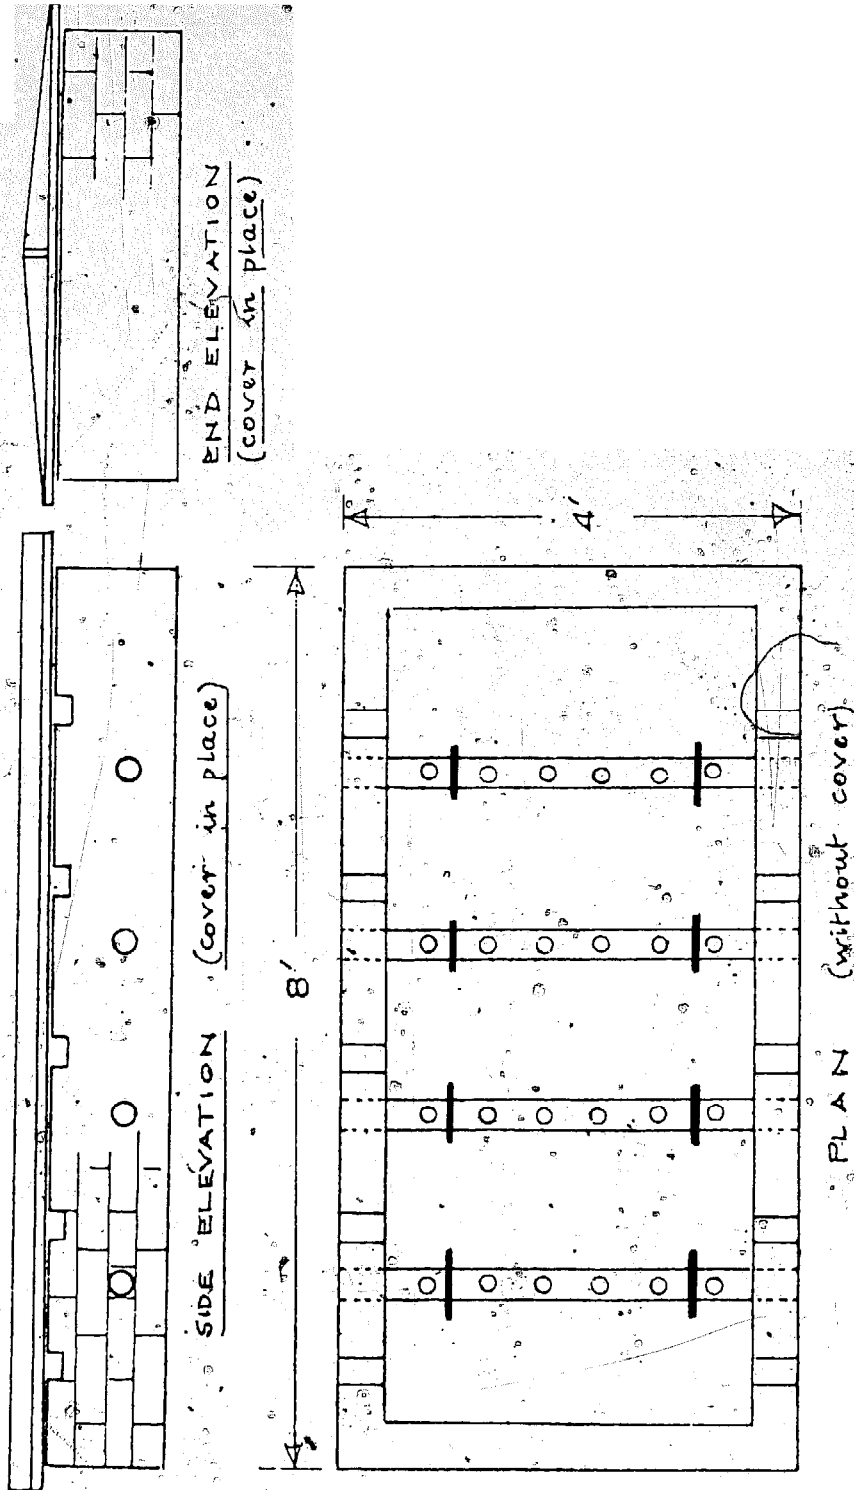 END ELEVATION
(cover in place)
SIDE ELEVATION (cover in place)
8'
4'
PLAN (without cover)